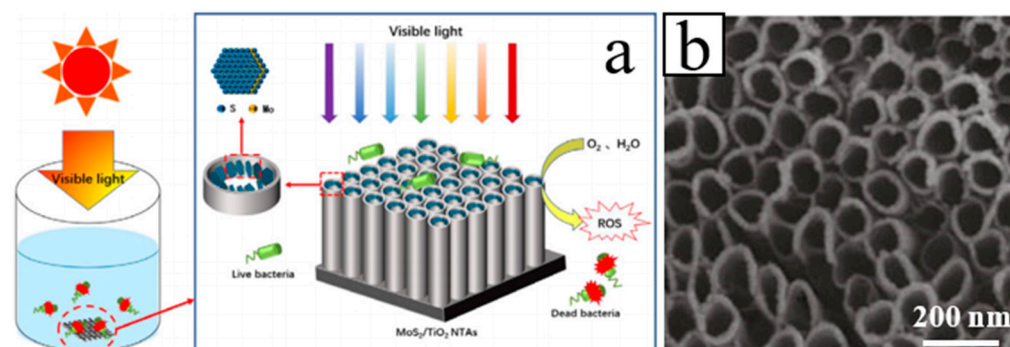 Visible light
Visible light
a
S
Mo
O₂ 、 H₂O
ROS
Live bacteria
Dead bacteria
MoS₂/TiO₂ NTAs
b
200 nm